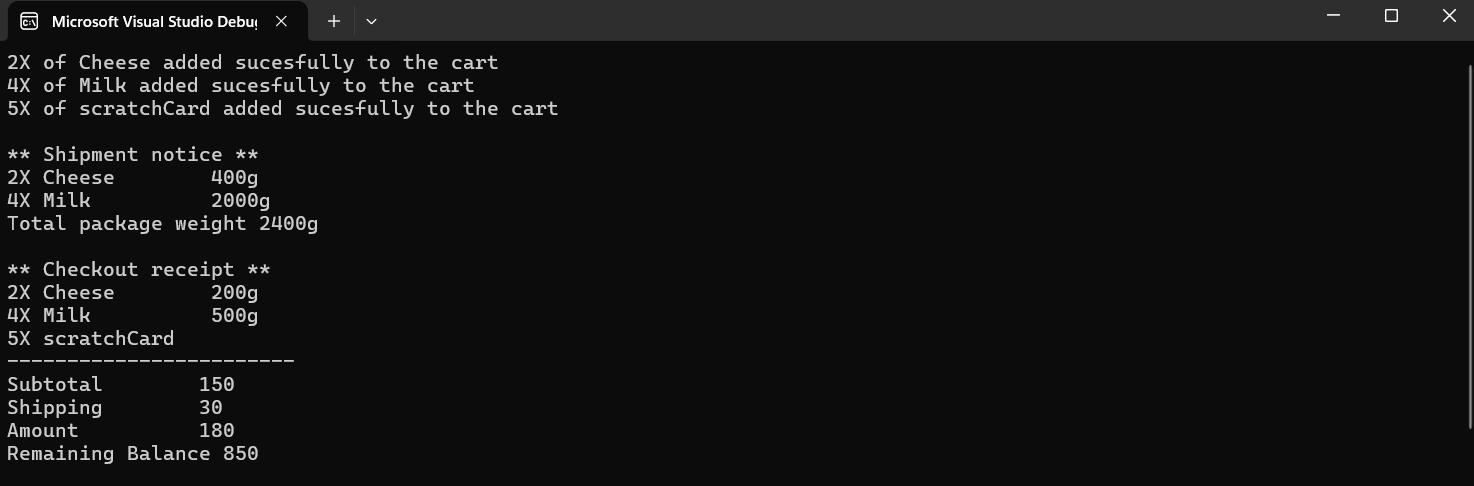 Microsoft Visual Studio Debug
2X of Cheese added sucesfully to the cart
4X of Milk added sucesfully to the cart
5X of scratchCard added sucesfully to the cart
** Shipment notice **
2X Cheese        400g
4X Milk          2000g
Total package weight 2400g
** Checkout receipt **
2X Cheese        200g
4X Milk          500g
5X scratchCard
------------------------
Subtotal        150
Shipping        30
Amount          180
Remaining Balance 850